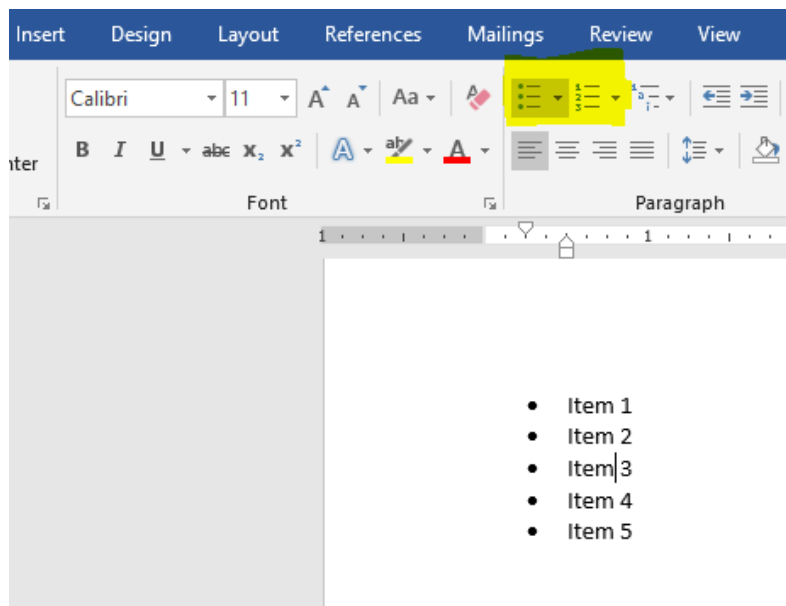 Insert Design Layout References Mailings Review View
Calibri 11 Aa
nter B I U abc X₂ X² A aby A
Font Paragraph
1 1
• Item 1
• Item 2
• Item 3
• Item 4
• Item 5